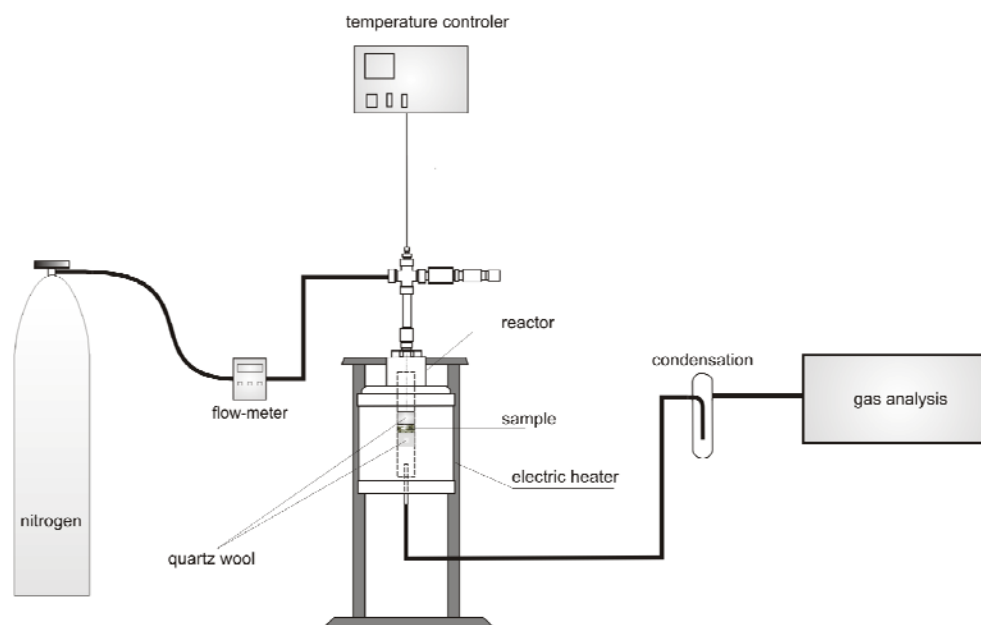 temperature controler
reactor
condensation
gas analysis
flow-meter
sample
electric heater
nitrogen
quartz wool